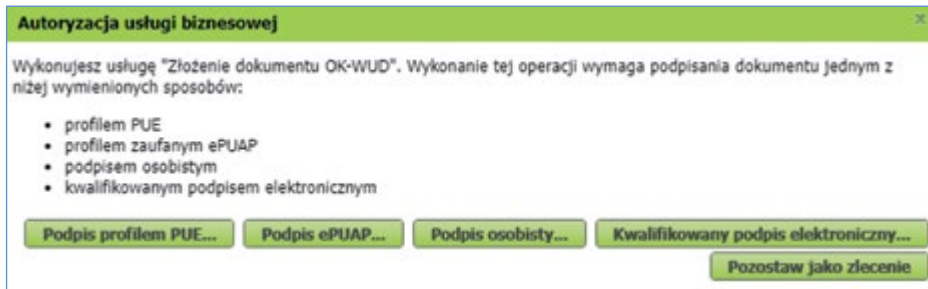 Autoryzacja usługi biznesowej
Wykonujesz usługę "Złożenie dokumentu OK-WUD". Wykonanie tej operacji wymaga podpisania dokumentu jednym z
niżej wymienionych sposobów:
• profilem PUE
• profilem zaufanym ePUAP
• podpisem osobistym
• kwalifikowanym podpisem elektronicznym
Podpis profilem PUE... Podpis ePUAP... Podpis osobisty... Kwalifikowany podpis elektroniczny...
Pozostaw jako zlecenie